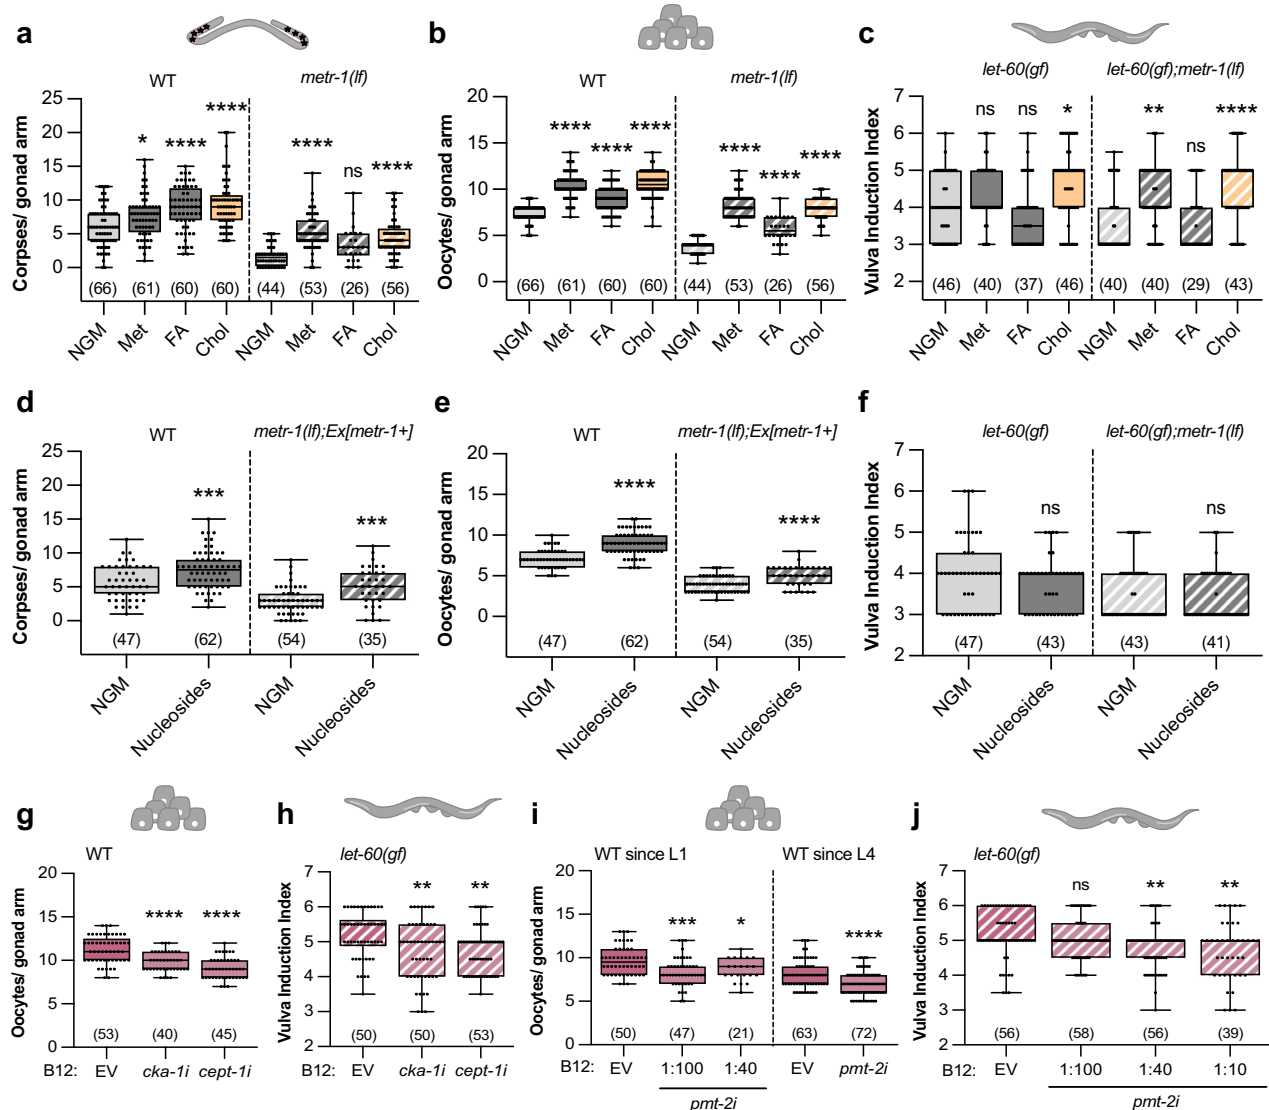 a
WT
metr-1(lf)
Corpses/ gonad arm
25
20
15
10
5
0
*
****
****
****
ns
****
(66) (61) (60) (60) (44) (53) (26) (56)
NGM Met FA Chol NGM Met FA Chol
b
WT
metr-1(lf)
Oocytes/ gonad arm
20
15
10
5
0
****
****
****
****
****
****
(66) (61) (60) (60) (44) (53) (26) (56)
NGM Met FA Chol NGM Met FA Chol
c
let-60(gf)
let-60(gf);metr-1(lf)
Vulva Induction Index
7
6
5
4
3
2
ns ns * ** ns ****
(46) (40) (37) (46) (40) (40) (29) (43)
NGM Met FA Chol NGM Met FA Chol
d
WT
metr-1(lf);Ex[metr-1+]
Corpses/ gonad arm
25
20
15
10
5
0
***
***
(47) (62) (54) (35)
NGM Nucleosides NGM Nucleosides
e
WT
metr-1(lf);Ex[metr-1+]
Oocytes/ gonad arm
20
15
10
5
0
****
****
(47) (62) (54) (35)
NGM Nucleosides NGM Nucleosides
f
let-60(gf)
let-60(gf);metr-1(lf)
Vulva Induction Index
7
6
5
4
3
2
ns ns
(47) (43) (43) (41)
NGM Nucleosides NGM Nucleosides
g
WT
Oocytes/ gonad arm
20
15
10
5
0
**** ****
(53) (40) (45)
B12: EV cka-1i cept-1i
h
let-60(gf)
Vulva Induction Index
7
6
5
4
3
2
** **
(50) (50) (53)
B12: EV cka-1i cept-1i
i
WT since L1
WT since L4
Oocytes/ gonad arm
20
15
10
5
0
*** * ****
(50) (47) (21) (63) (72)
B12: EV 1:100 1:40 EV pmt-2i
pmt-2i
j
let-60(gf)
Vulva Induction Index
7
6
5
4
3
2
ns ** **
(56) (58) (56) (39)
B12: EV 1:100 1:40 1:10
pmt-2i